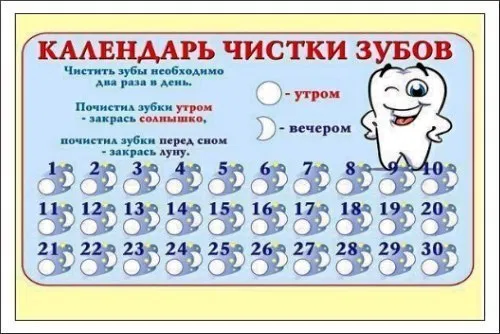 КАЛЕНДАРЬ ЧИСТКИ ЗУБОВ
Чистить зубы необходимо
два раза в день.
Почистил зубки утром
- закрась солнышко,
почистил зубки перед сном
- закрась луну.
- утром
- вечером
1 2 3 4 5 6 7 8 9 10
11 12 13 14 15 16 17 18 19 20
21 22 23 24 25 26 27 28 29 30